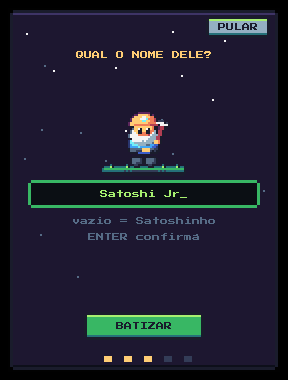 PULAR
QUAL O NOME DELE?
Satoshi Jr_
vazio = Satoshinho
ENTER confirma
BATIZAR